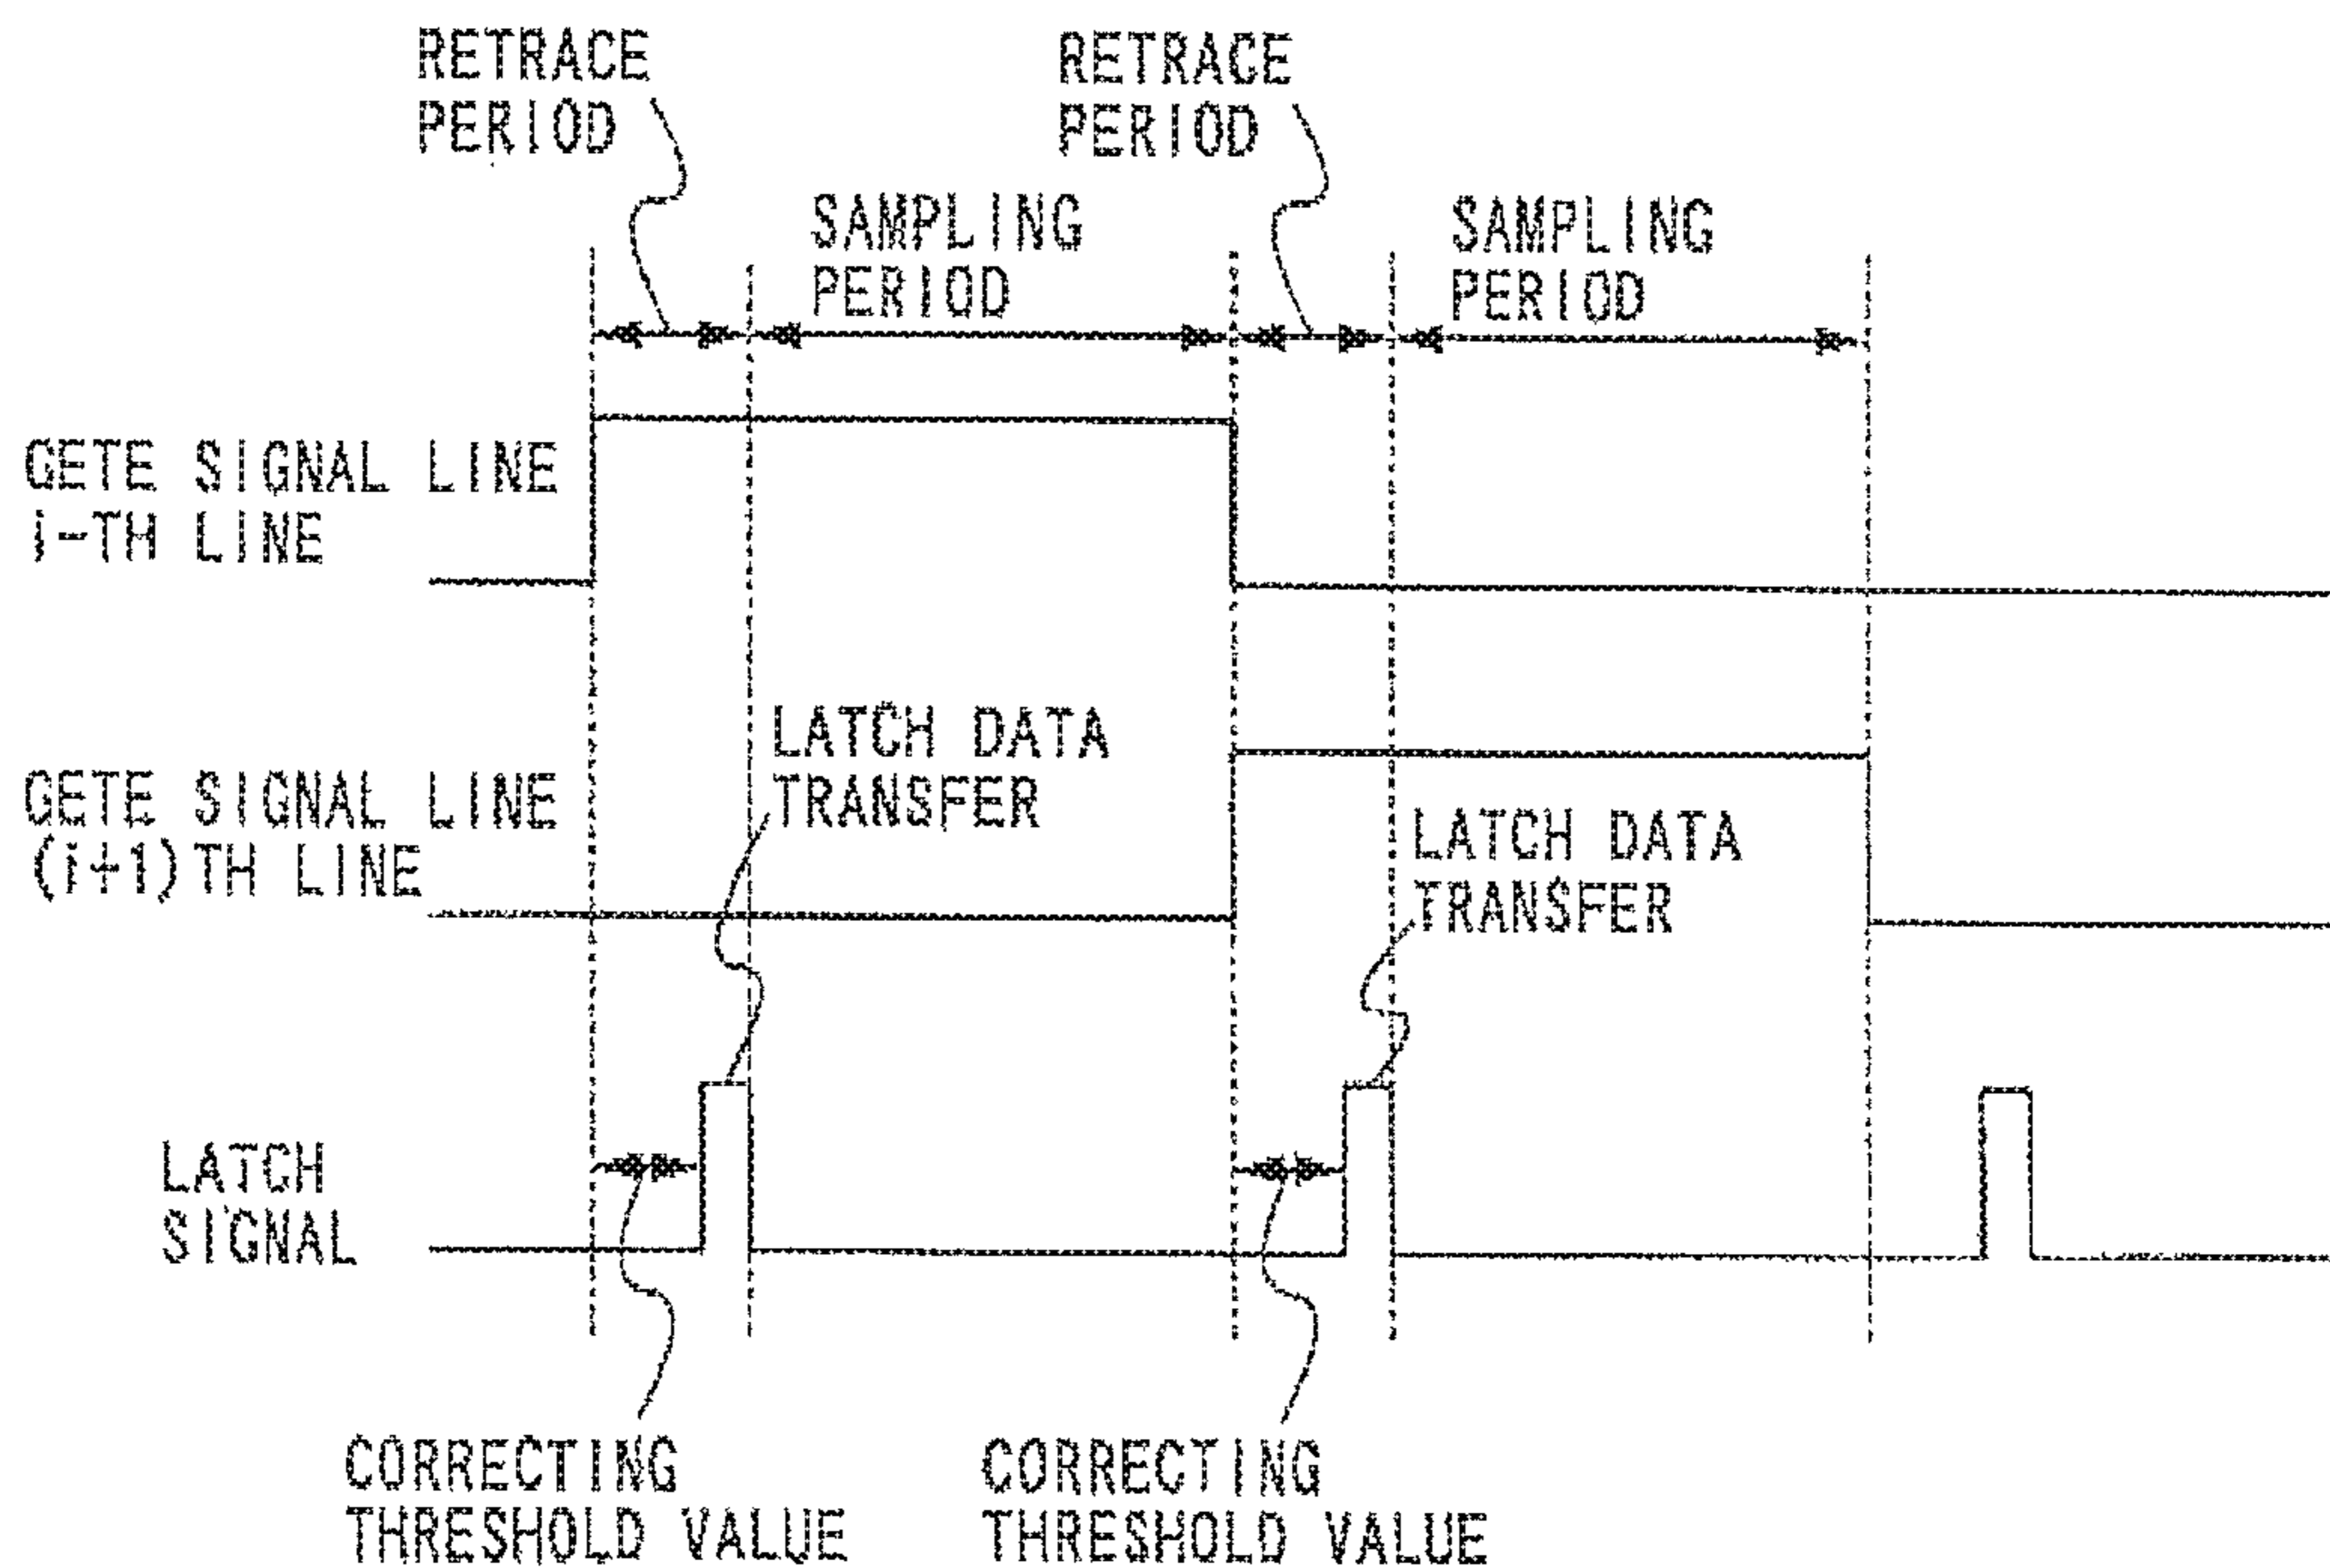 RETRACE
PERIOD
RETRACE
PERIOD
SAMPLING
PERIOD
SAMPLING
PERIOD
GETE SIGNAL LINE
i-TH LINE
LATCH DATA
TRANSFER
GETE SIGNAL LINE
(i+1)TH LINE
LATCH DATA
TRANSFER
LATCH
SIGNAL
CORRECTING
THRESHOLD VALUE
CORRECTING
THRESHOLD VALUE